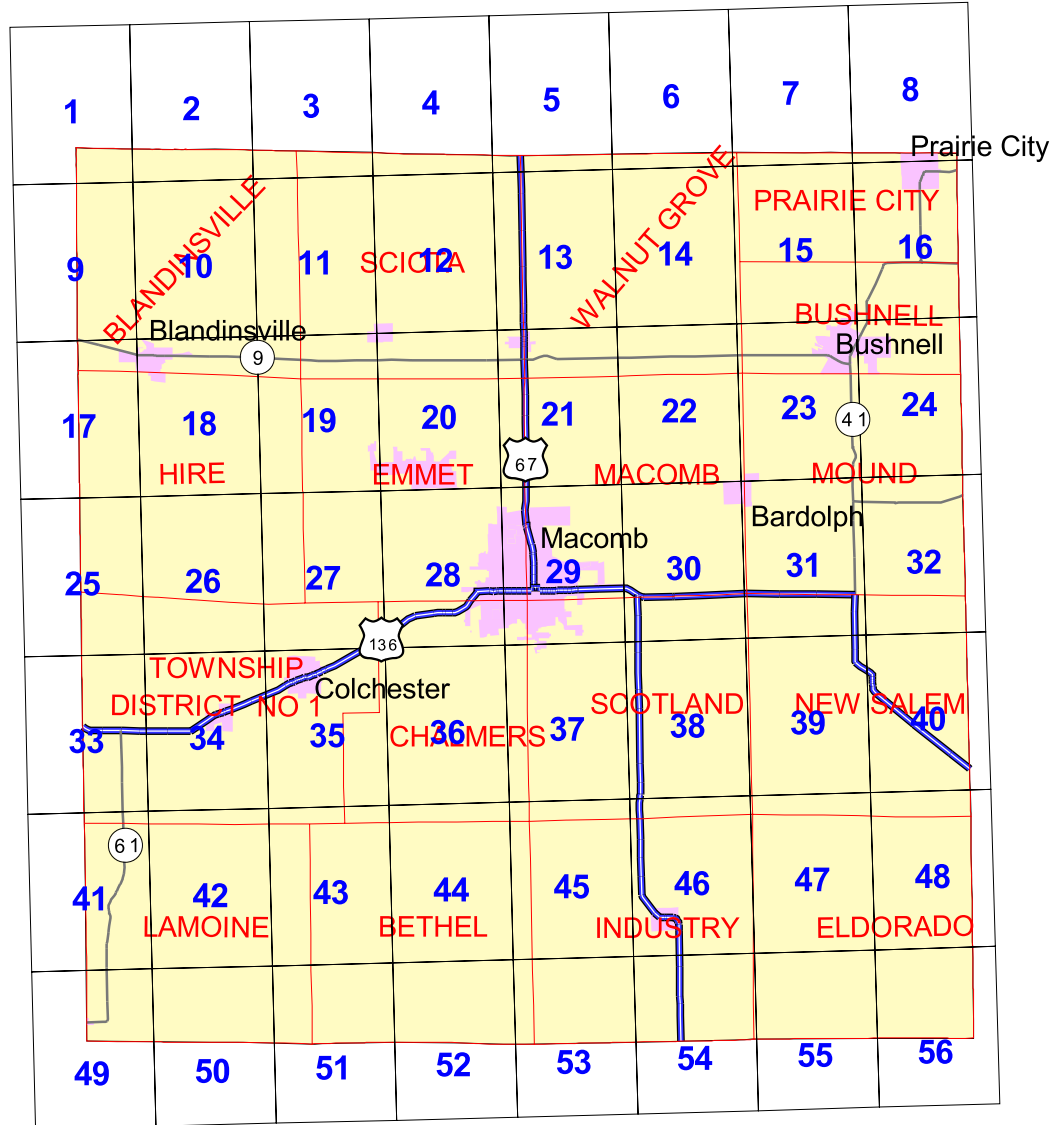 1 2 3 4 5 6 7 8
Prairie City
PRAIRIE CITY
BLANDINSVILLE
WALNUT GROVE
SCIOTA
9 10 11 12 13 14 15 16
BUSHNELL
Blandinsville
Bushnell
9
17 18 19 20 21 22 23 24
41
67
HIRE EMMET MACOMB MOUND
Bardolph
Macomb
25 26 27 28 29 30 31 32
136
TOWNSHIP
DISTRICT NO 1
Colchester
SCOTLAND NEW SALEM
CHALMERS
33 34 35 36 37 38 39 40
61
41 42 43 44 45 46 47 48
LAMOINE BETHEL INDUSTRY ELDORADO
49 50 51 52 53 54 55 56